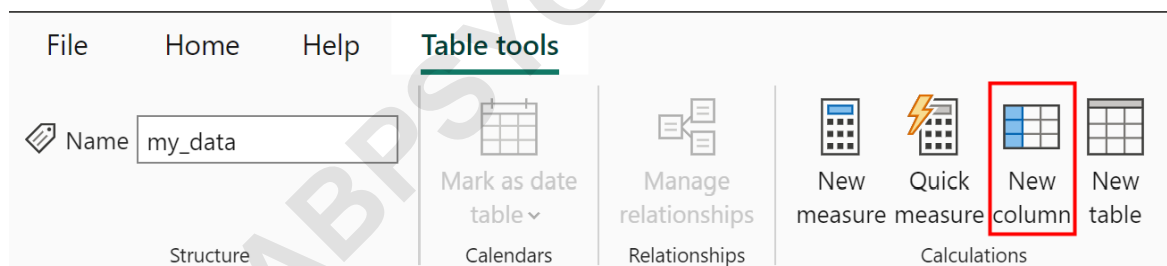 File Home Help Table tools
Name my_data
Mark as date
table
Manage
relationships
New
measure
Quick
measure
New
column
New
table
Structure Calendars Relationships Calculations